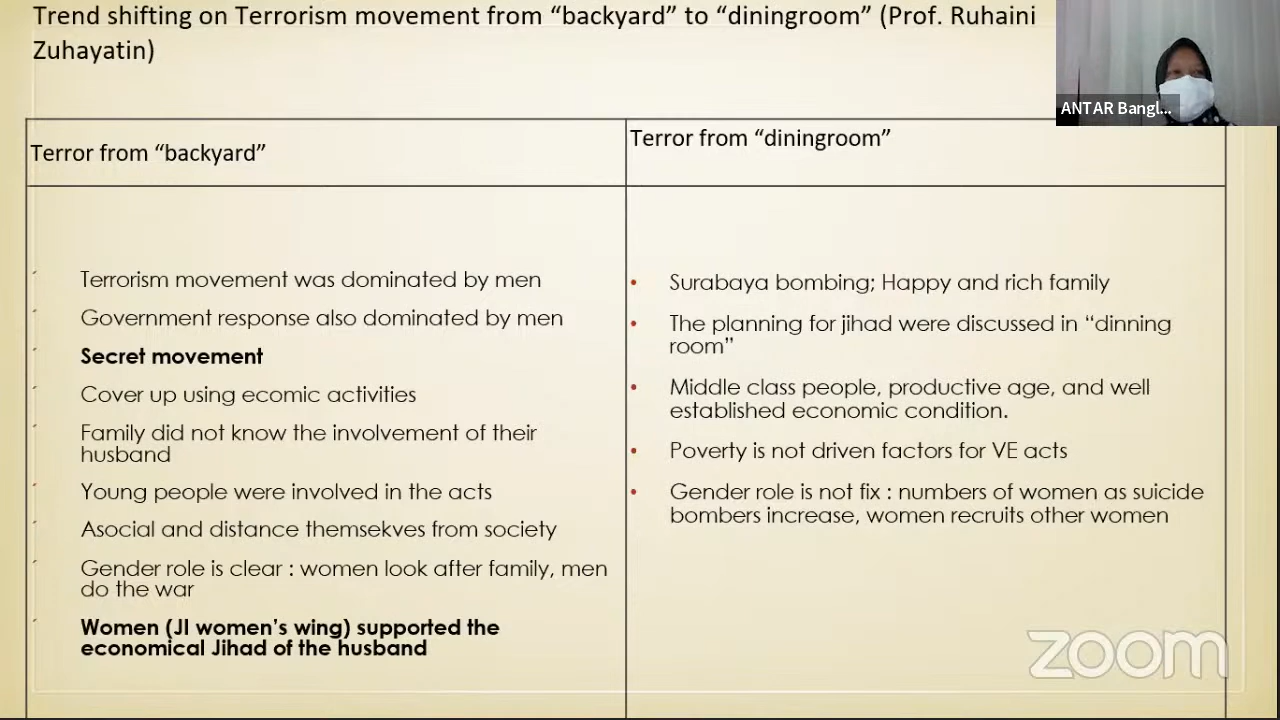 Trend shifting on Terrorism movement from “backyard” to “diningroom” (Prof. Ruhaini
Zuhayatin)
ANTAR Bangl...
Terror from “backyard”
Terror from “diningroom”
Terrorism movement was dominated by men
Government response also dominated by men
Secret movement
Cover up using ecomic activities
Family did not know the involvement of their
husband
Young people were involved in the acts
Asocial and distance themsekves from society
Gender role is clear : women look after family, men
do the war
Women (JI women’s wing) supported the
economical Jihad of the husband
• Surabaya bombing; Happy and rich family
• The planning for jihad were discussed in “dinning
room”
• Middle class people, productive age, and well
established economic condition.
• Poverty is not driven factors for VE acts
• Gender role is not fix : numbers of women as suicide
bombers increase, women recruits other women
zoom